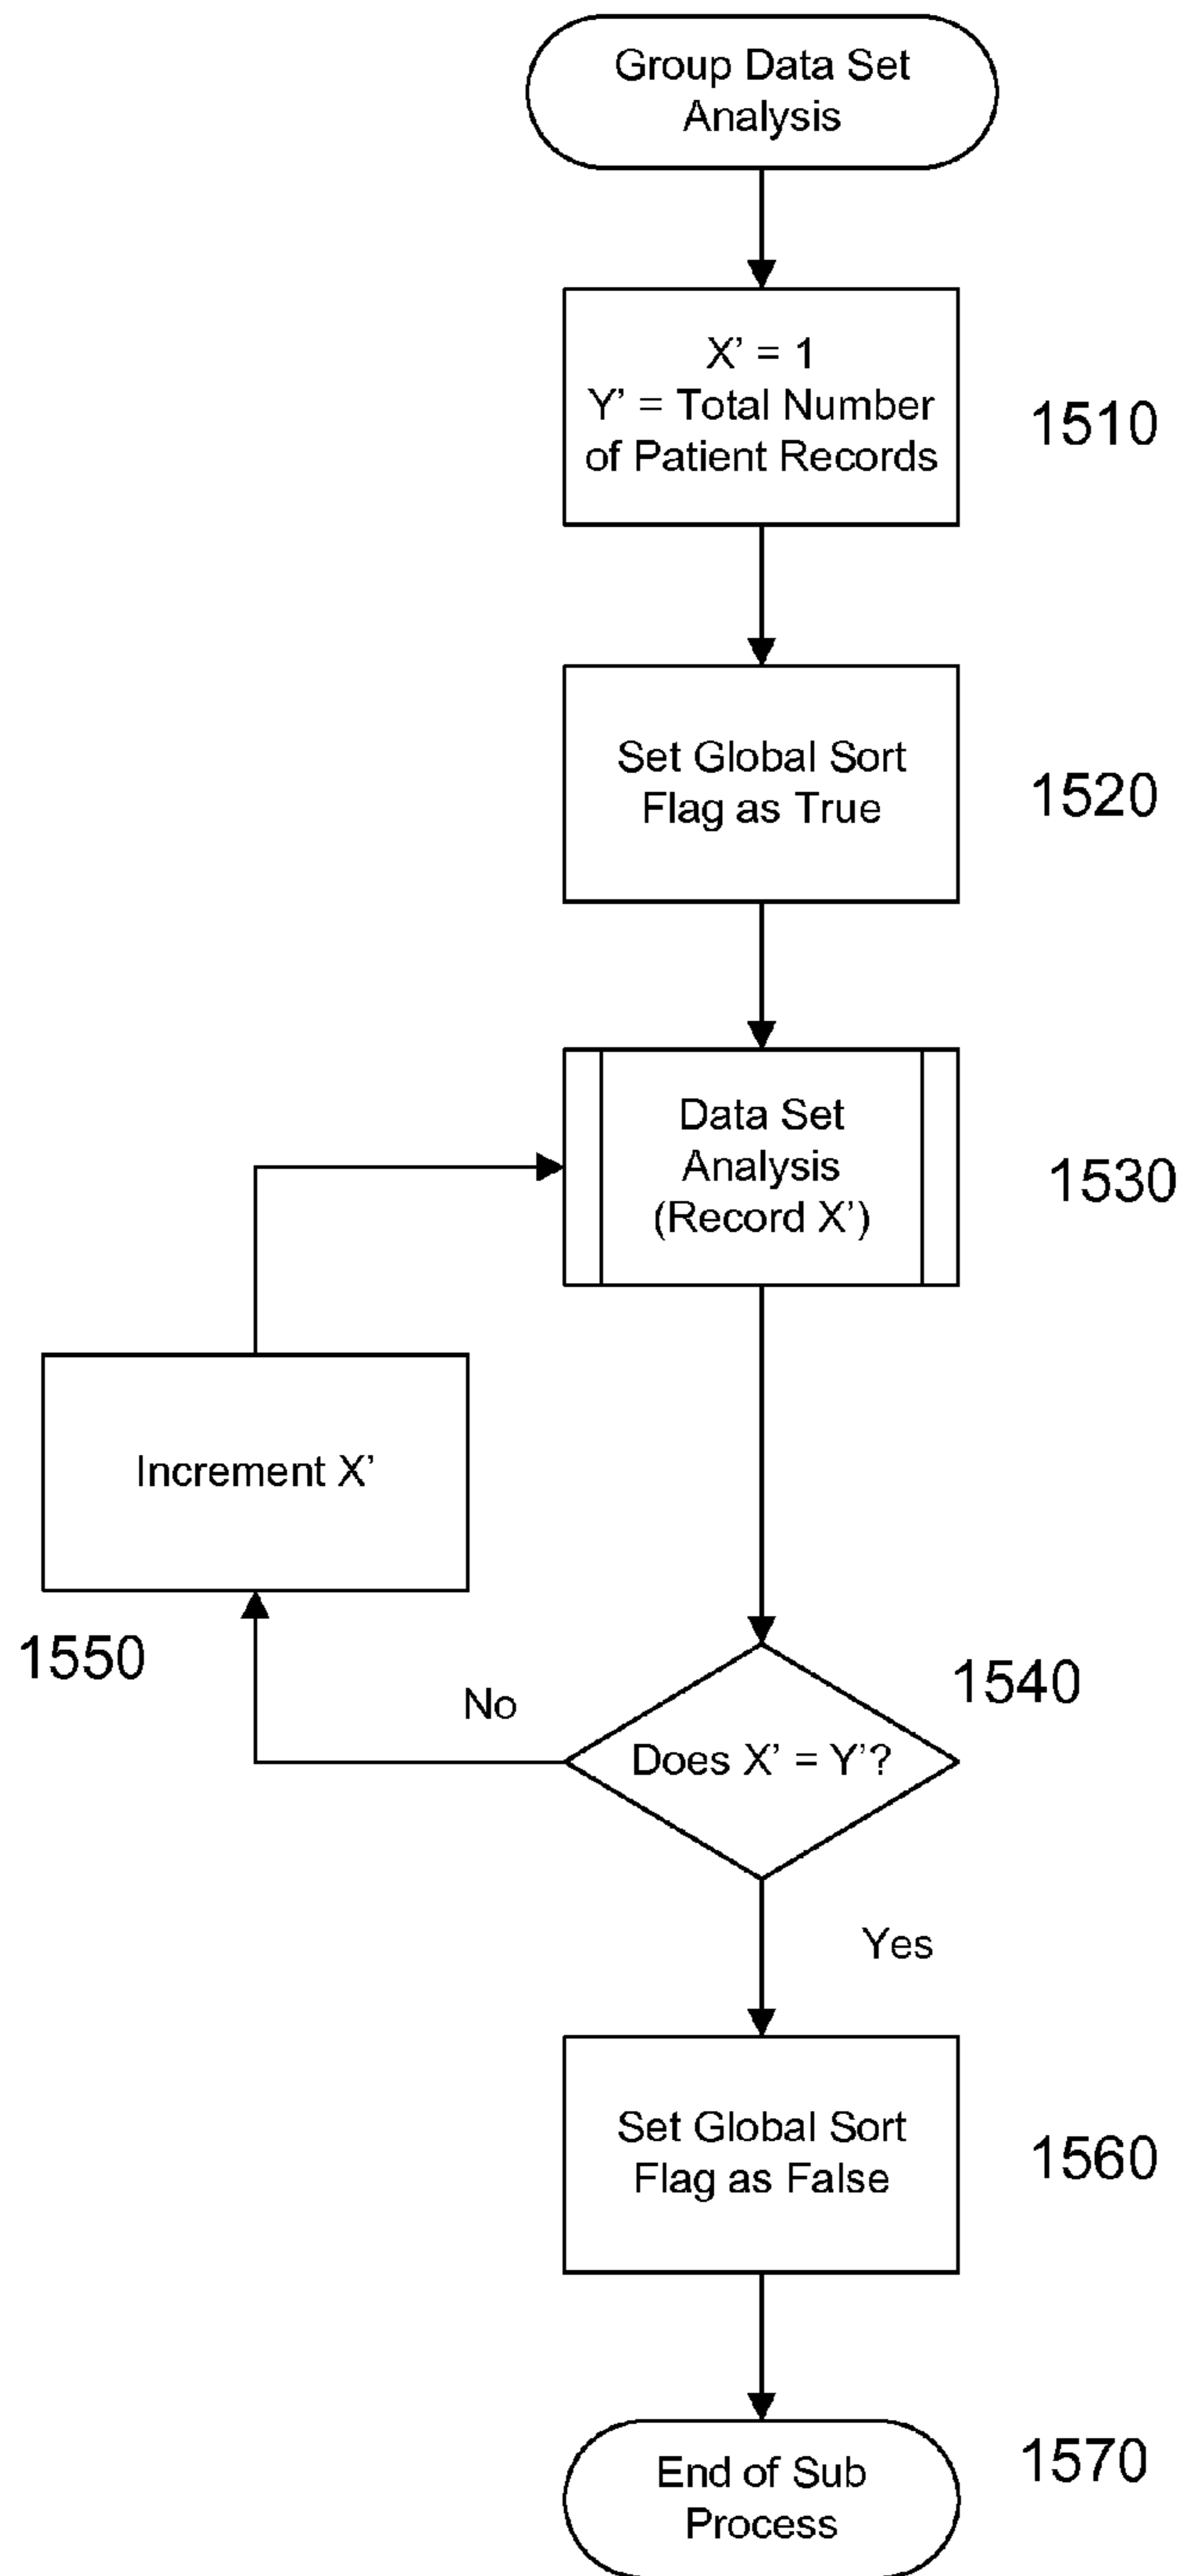 Group Data Set
Analysis
X’ = 1
Y’ = Total Number
of Patient Records
1510
Set Global Sort
Flag as True
1520
Data Set
Analysis
(Record X’)
1530
Increment X’
1550
No
1540
Does X’ = Y’?
Yes
Set Global Sort
Flag as False
1560
End of Sub
Process
1570